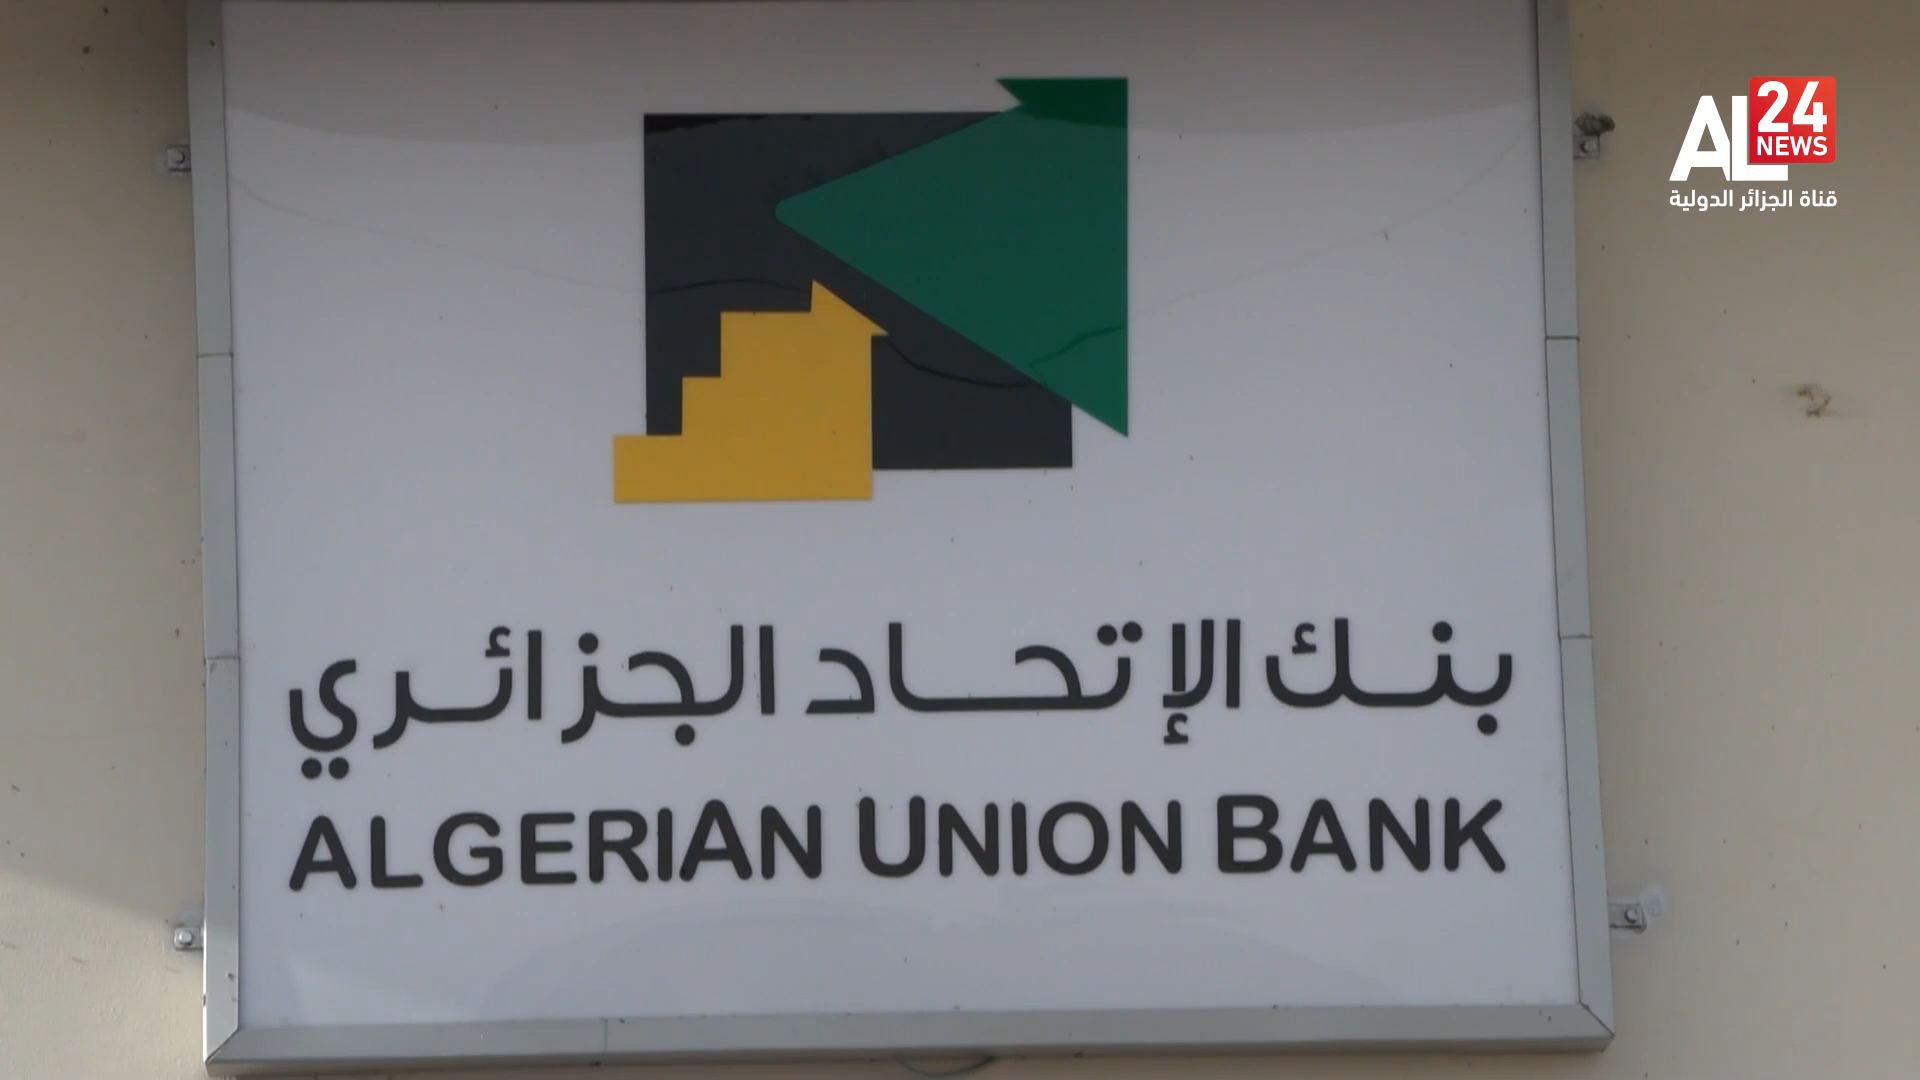 AL
24
NEWS
قناة الجزائر الدولية
بنك الإتحاد الجزائري
ALGERIAN UNION BANK